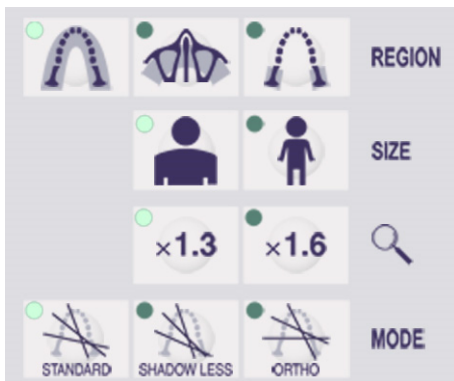 REGION
SIZE
×1.3 ×1.6
MODE
STANDARD SHADOW LESS ORTHO